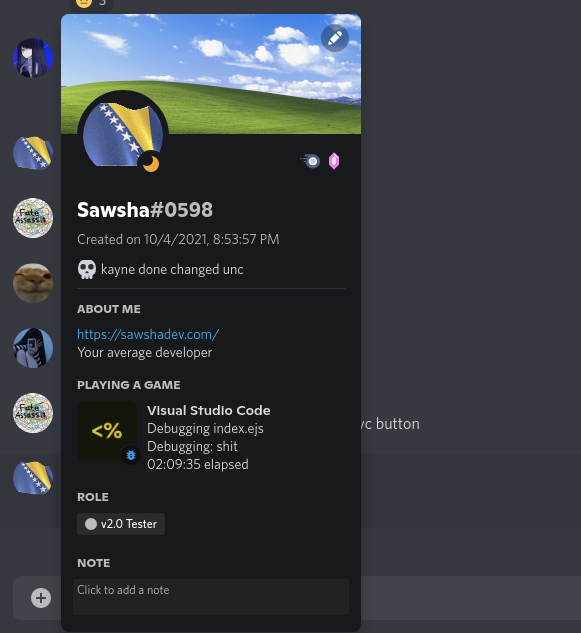 3
Sawsha#0598
Created on 10/4/2021, 8:53:57 PM
kayne done changed unc
ABOUT ME
https://sawshadev.com/
Your average developer
PLAYING A GAME
<%
Visual Studio Code
Debugging index.ejs
Debugging: shit
02:09:35 elapsed
vc button
ROLE
v2.0 Tester
NOTE
Click to add a note
Fate
Fate